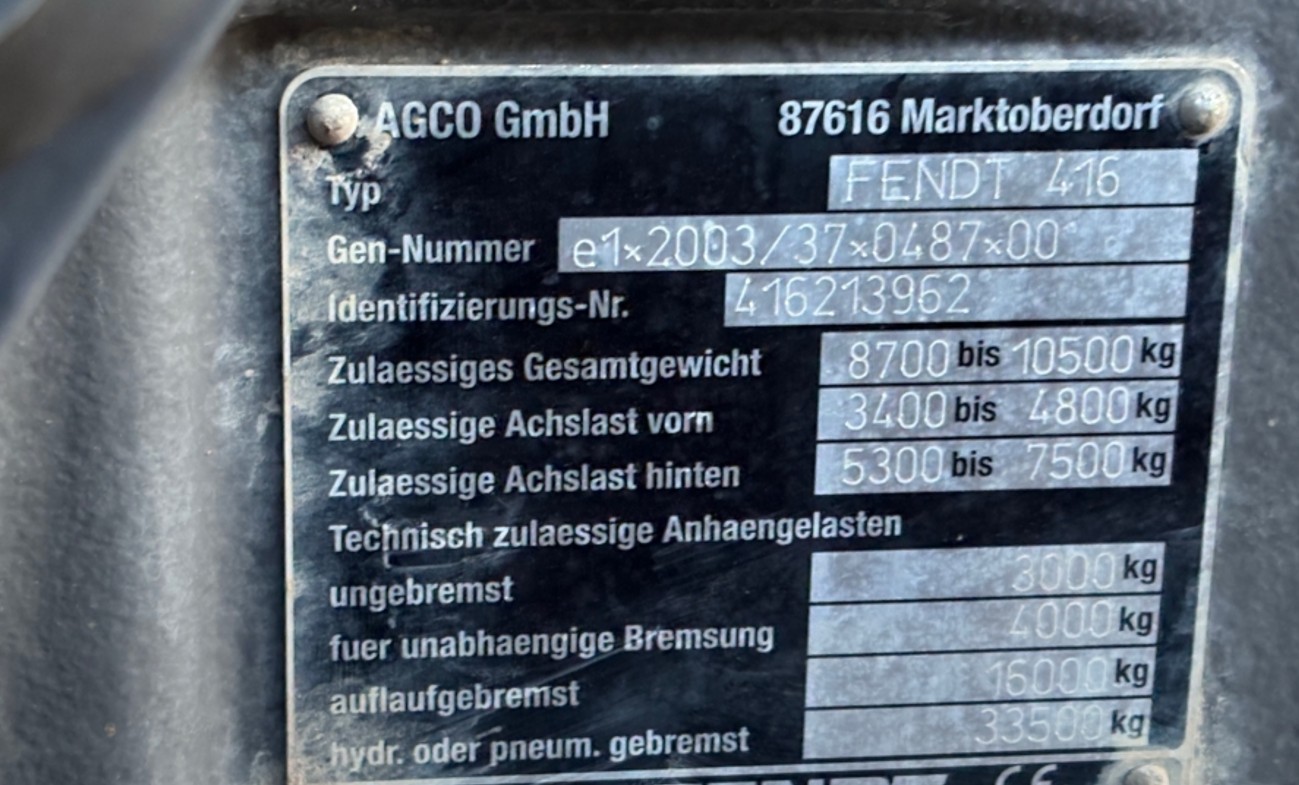 AGCO GmbH 87616 Marktoberdorf
Typ FENDT 416
Gen-Nummer e1×2003/37×0487×00
Identifizierungs-Nr. 416213962
Zulaessiges Gesamtgewicht 8700 bis 10500 kg
Zulaessige Achslast vorn 3400 bis 4800 kg
Zulaessige Achslast hinten 5300 bis 7500 kg
Technisch zulaessige Anhaengelasten
ungebremst 3000 kg
fuer unabhaengige Bremsung 4000 kg
auflaufgebremst 16000 kg
hydr. oder pneum. gebremst 33500 kg
CE